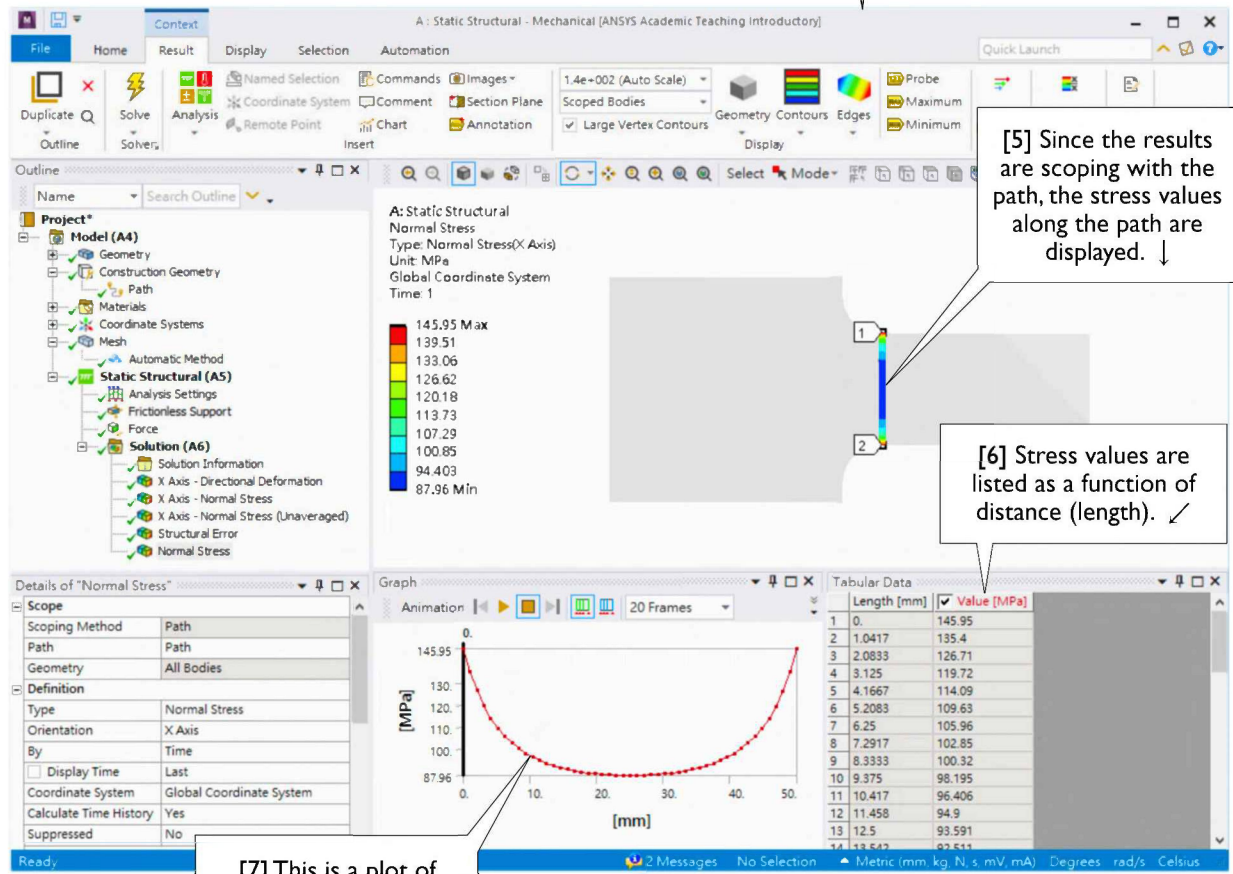 Context
A : Static Structural - Mechanical [ANSYS Academic Teaching Introductory]
File Home Result Display Selection Automation
Quick Launch
Duplicate
Outline
Solve
Solver
Analysis
Named Selection
Coordinate System
Remote Point
Commands
Comment
Chart
Images
Section Plane
Annotation
Insert
1.4e+002 (Auto Scale)
Scoped Bodies
Large Vertex Contours
Geometry
Contours
Edges
Probe
Maximum
Minimum
Display
[5] Since the results
are scoping with the
path, the stress values
along the path are
displayed. ↓
Outline
Name
Search Outline
Select
Mode
Project*
Model (A4)
Geometry
Construction Geometry
Path
Materials
Coordinate Systems
Mesh
Automatic Method
Static Structural (A5)
Analysis Settings
Frictionless Support
Force
Solution (A6)
Solution Information
X Axis - Directional Deformation
X Axis - Normal Stress
X Axis - Normal Stress (Unaveraged)
Structural Error
Normal Stress
A: Static Structural
Normal Stress
Type: Normal Stress(X Axis)
Unit: MPa
Global Coordinate System
Time: 1
145.95 Max
139.51
133.06
126.62
120.18
113.73
107.29
100.85
94.403
87.96 Min
1
2
[6] Stress values are
listed as a function of
distance (length). ↙
Details of "Normal Stress"
Scope
Scoping Method Path
Path Path
Geometry All Bodies
Definition
Type Normal Stress
Orientation X Axis
By Time
Display Time Last
Coordinate System Global Coordinate System
Calculate Time History Yes
Suppressed No
Graph
Animation
20 Frames
0.
145.95
130.
120.
110.
100.
87.96
[MPa]
0. 10. 20. 30. 40. 50.
[mm]
Tabular Data
Length [mm] Value [MPa]
1 0. 145.95
2 1.0417 135.4
3 2.0833 126.71
4 3.125 119.72
5 4.1667 114.09
6 5.2083 109.63
7 6.25 105.96
8 7.2917 102.85
9 8.3333 100.32
10 9.375 98.195
11 10.417 96.406
12 11.458 94.9
13 12.5 93.591
14 13.542 92.511
[7] This is a plot of
Ready
2 Messages No Selection Metric (mm, kg, N, s, mV, mA) Degrees rad/s Celsius